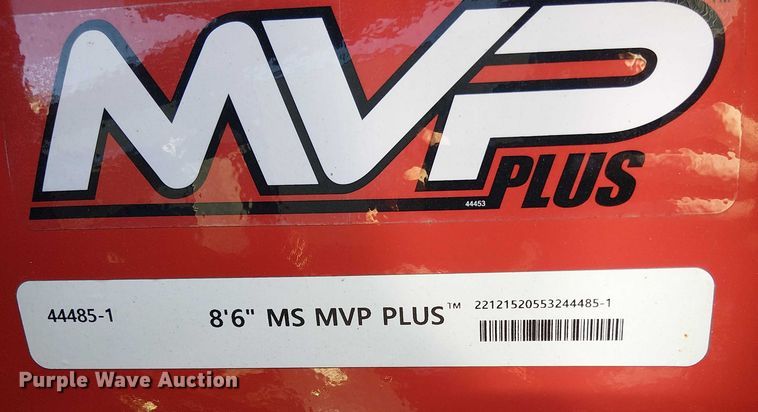 MVP
PLUS
44453
44485-1
8'6" MS MVP PLUS™
22121520553244485-1
Purple Wave Auction